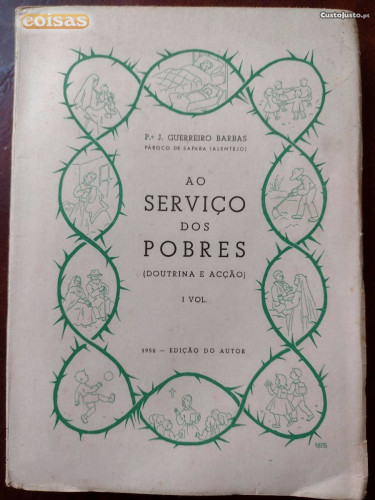 coisas
CustoJusto.pt
P.e J. GUERREIRO BARBAS
PÁROCO DE SAFARA (ALENTEJO)
AO
SERVIÇO
DOS
POBRES
(DOUTRINA E ACÇÃO)
I VOL.
1956 — EDIÇÃO DO AUTOR